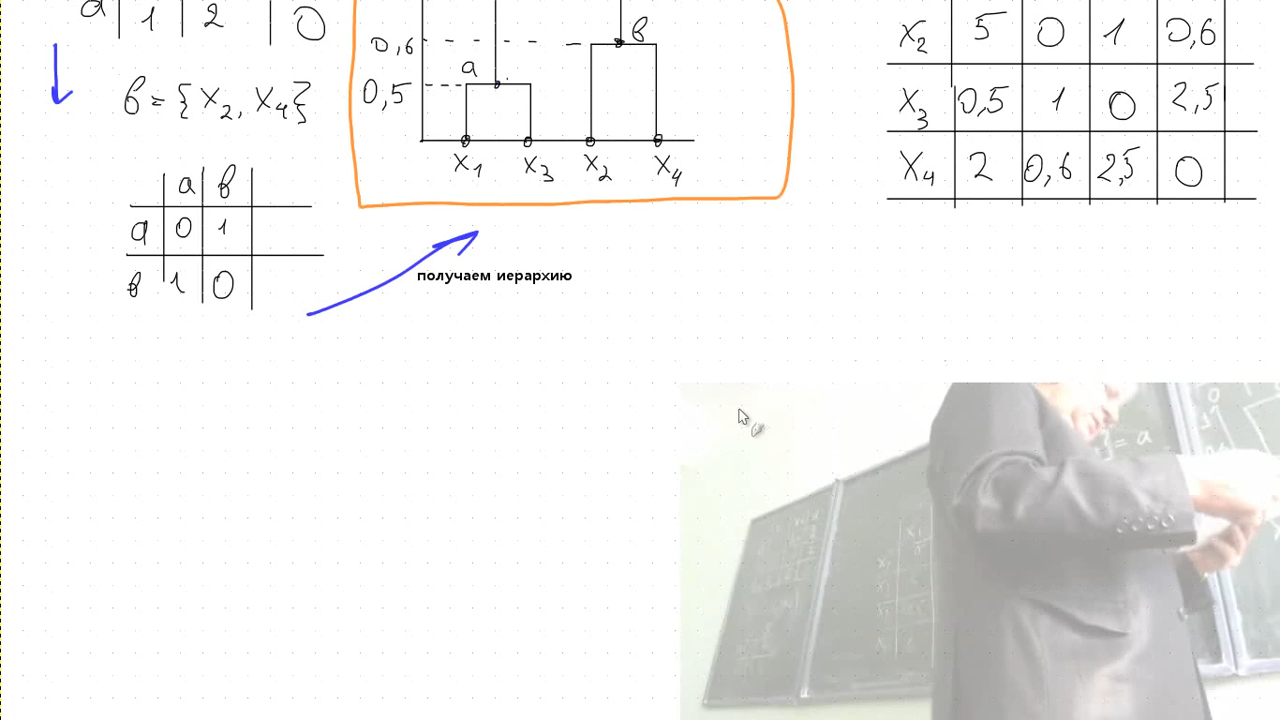 a | 1 | 2 | 0
b = {X2, X4}
a b
a 0 1
b 1 0
0,6
b
a
0,5
X1 X3 X2 X4
получаем иерархию
X2 5 0 1 0,6
X3 0,5 1 0 2,5
X4 2 0,6 2,5 0
} = a